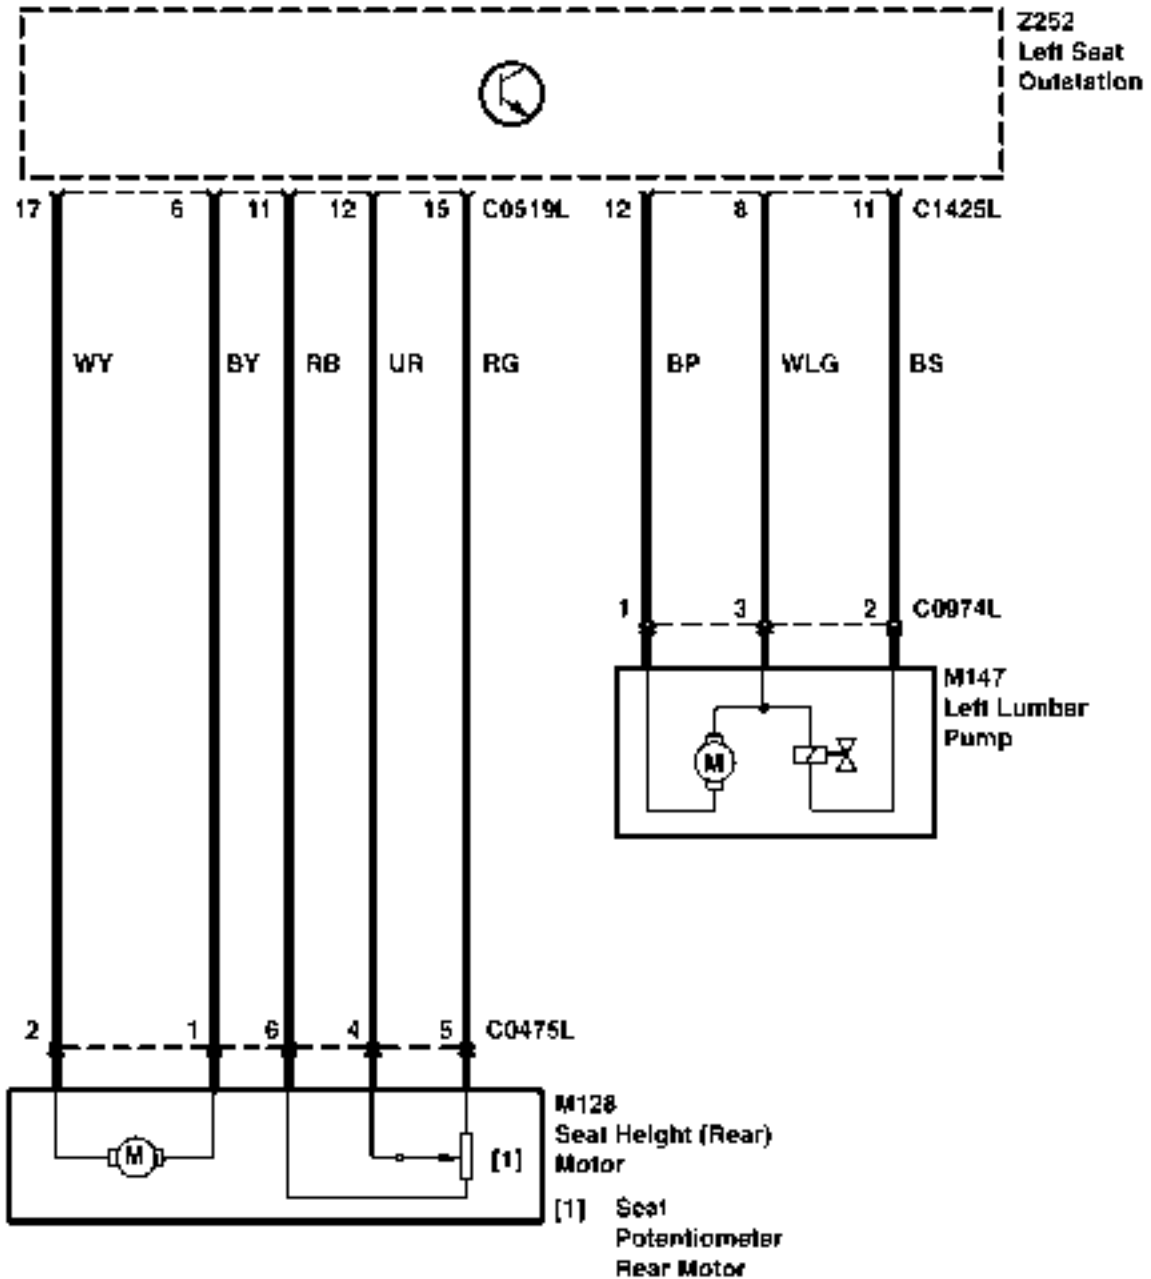 Z252
Left Seat
Outstation
17 6 11 12 15 C0519L 12 8 11 C1425L
WY BY RB UR RG BP WLG BS
1 3 2 C0974L
M147
Left Lumber
Pump
M
2 1 6 4 5 C0475L
M128
Seat Height (Rear)
Motor
M [1]
[1] Seat
Potentiometer
Rear Motor